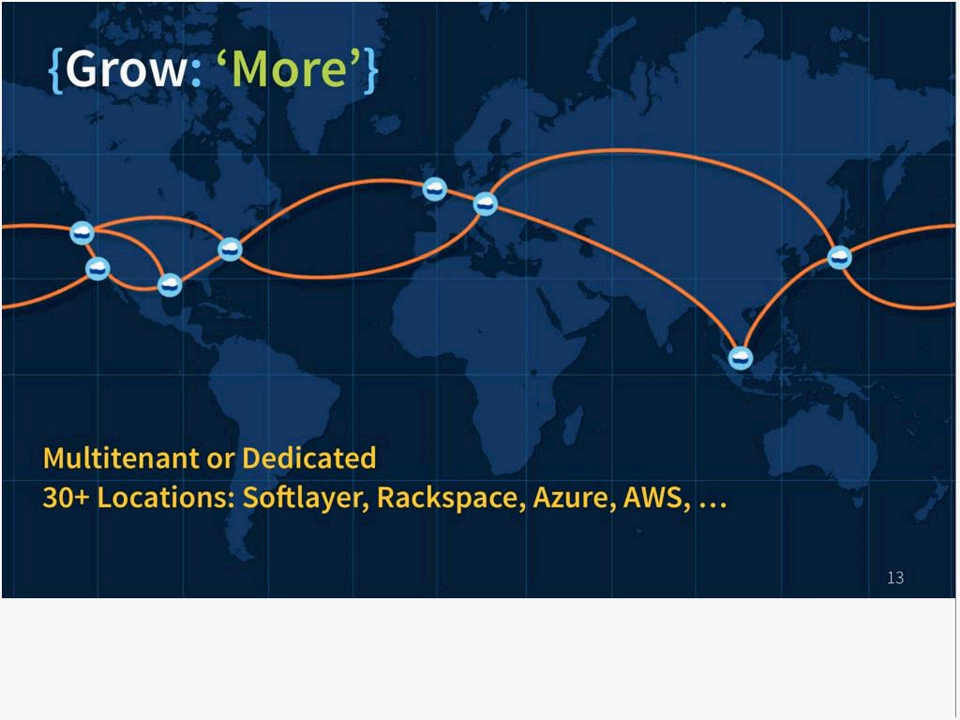 {Grow: ‘More’}
Multitenant or Dedicated
30+ Locations: Softlayer, Rackspace, Azure, AWS, …
13